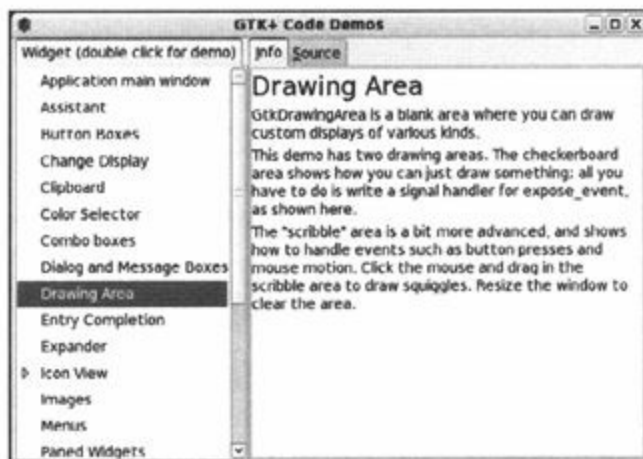 GTK+ Code Demos
Widget (double click for demo)
Application main window
Assistant
Button Boxes
Change Display
Clipboard
Color Selector
Combo boxes
Dialog and Message Boxes
Drawing Area
Entry Completion
Expander
Icon View
Images
Menus
Paned Widgets
Info Source
Drawing Area
GtkDrawingArea is a blank area where you can draw
custom displays of various kinds.
This demo has two drawing areas. The checkerboard
area shows how you can just draw something; all you
have to do is write a signal handler for expose_event,
as shown here.
The "scribble" area is a bit more advanced, and shows
how to handle events such as button presses and
mouse motion. Click the mouse and drag in the
scribble area to draw squiggles. Resize the window to
clear the area.